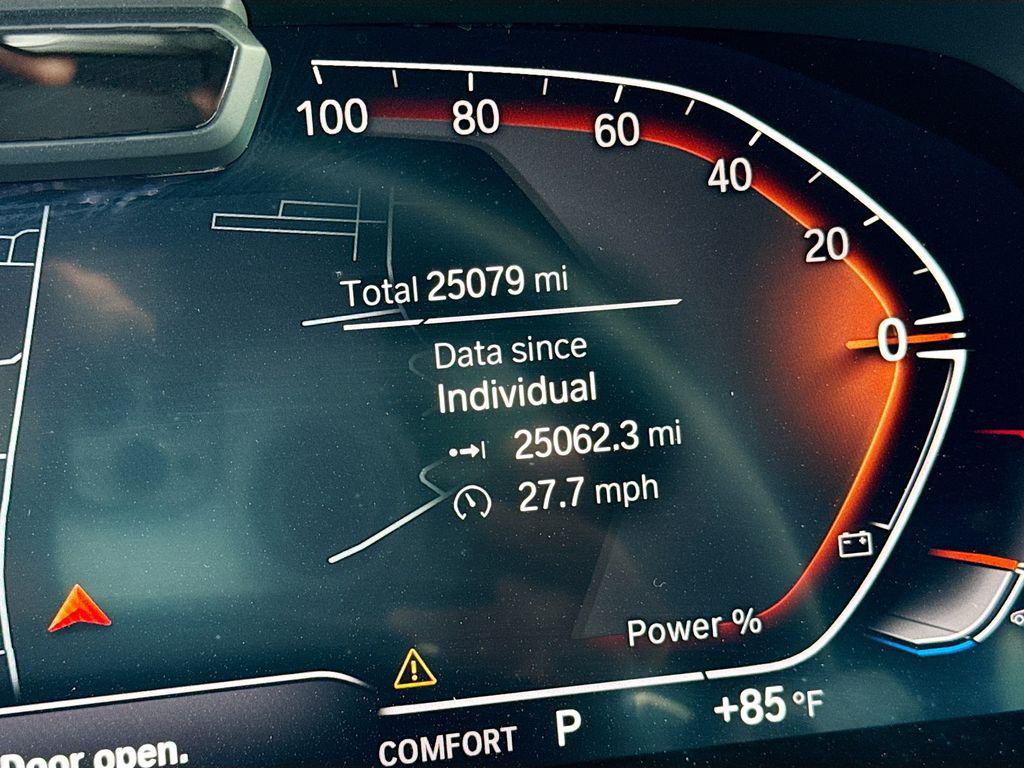 100
80
60
40
20
0
Total 25079 mi
Data since
Individual
25062.3 mi
27.7 mph
Power %
+85 °F
COMFORT P
Door open.